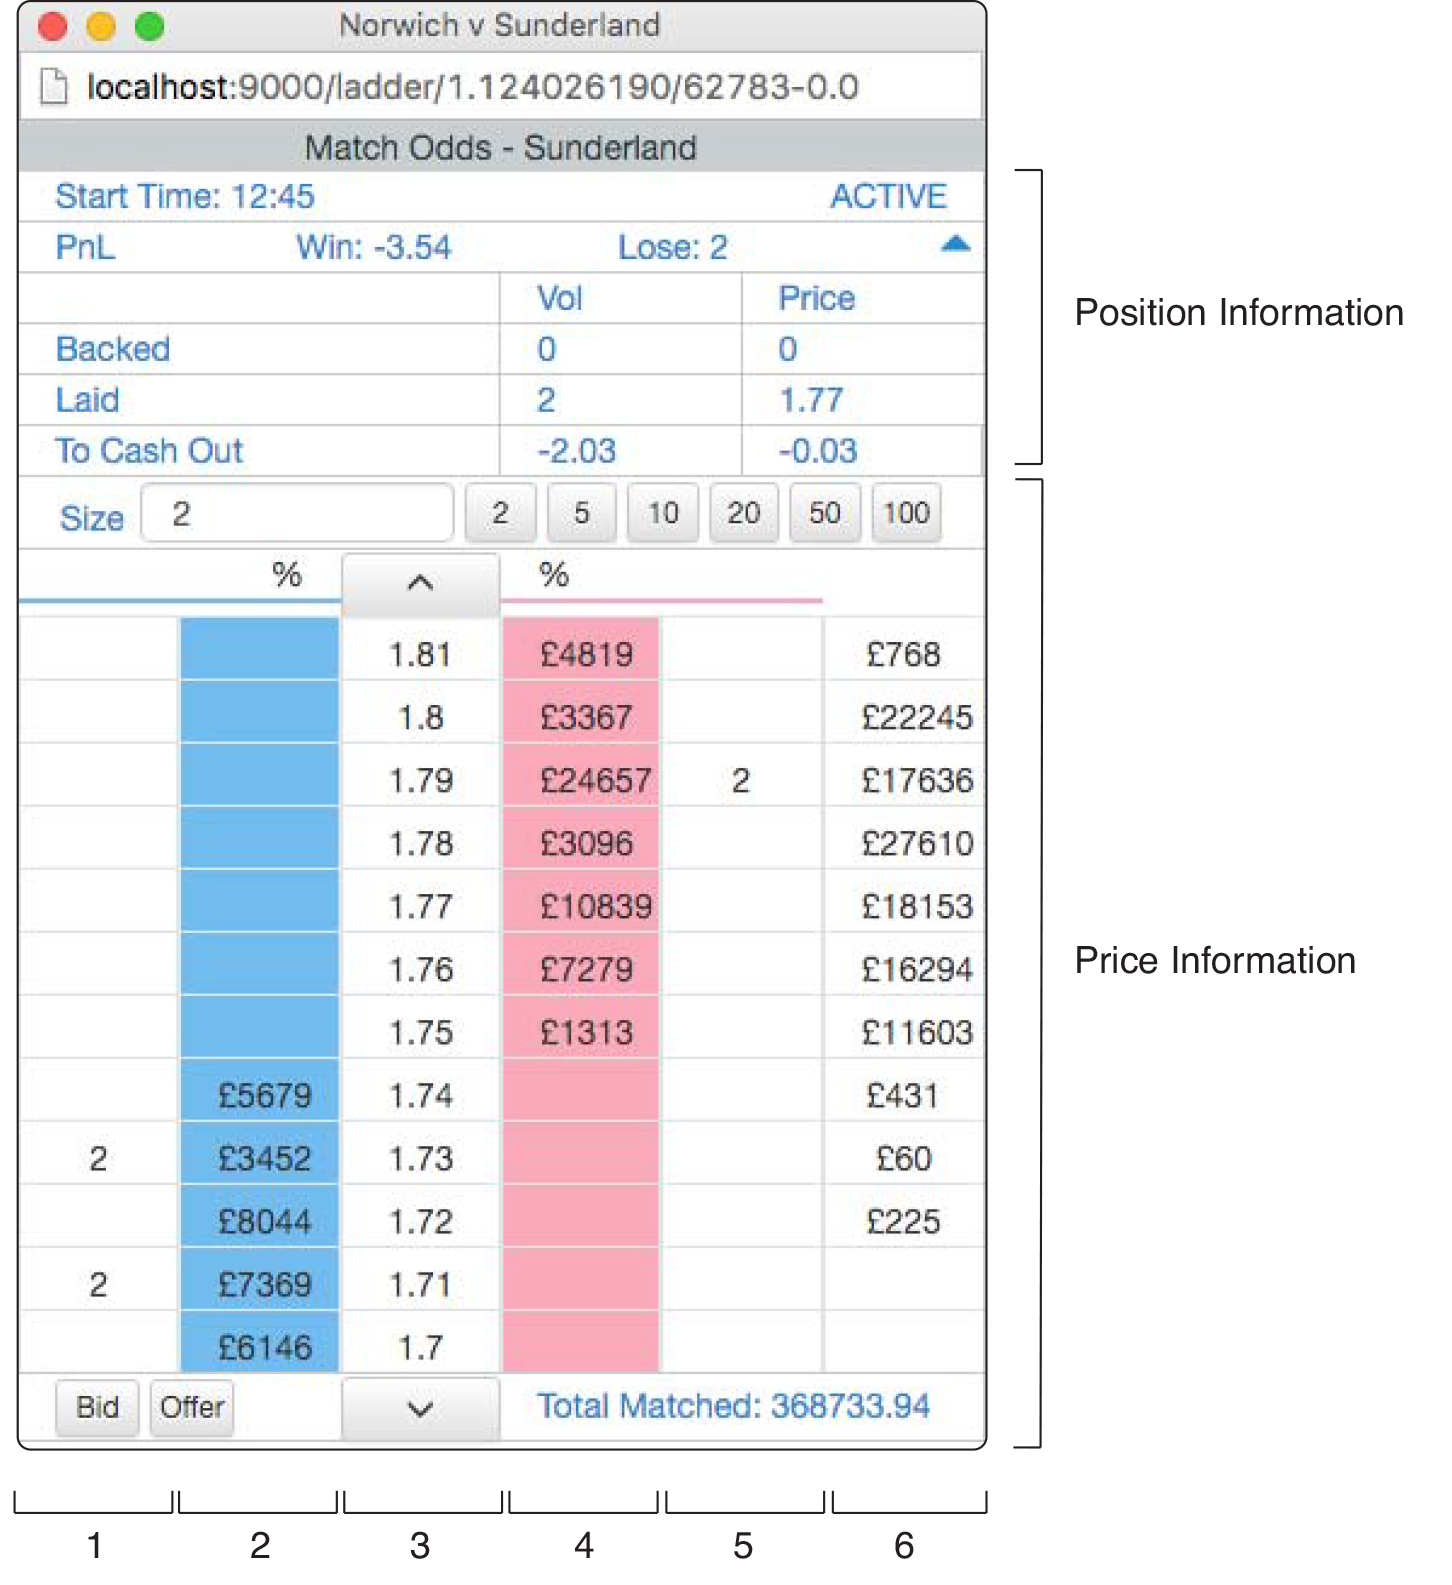 Norwich v Sunderland
localhost:9000/ladder/1.124026190/62783-0.0
Match Odds - Sunderland
Start Time: 12:45 ACTIVE
PnL Win: -3.54 Lose: 2
Vol Price
Backed 0 0
Laid 2 1.77
To Cash Out -2.03 -0.03
Position Information
Size 2 2 5 10 20 50 100
% %
1.81 £4819 £768
1.8 £3367 £22245
1.79 £24657 2 £17636
1.78 £3096 £27610
1.77 £10839 £18153
Price Information
1.76 £7279 £16294
1.75 £1313 £11603
£5679 1.74 £431
2 £3452 1.73 £60
£8044 1.72 £225
2 £7369 1.71
£6146 1.7
Bid Offer Total Matched: 368733.94
1 2 3 4 5 6